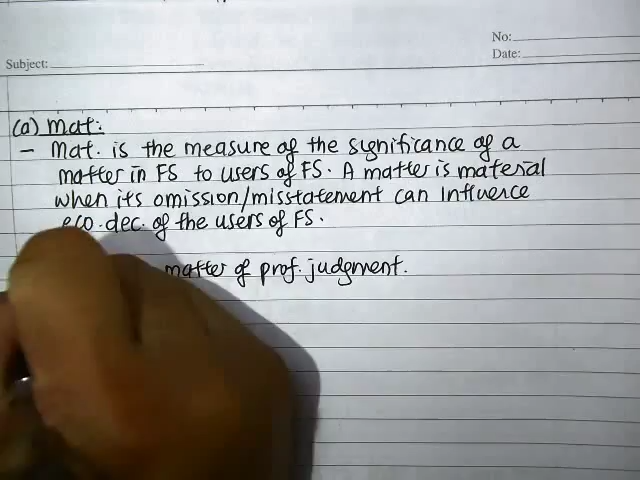 No:
Date:
Subject:
(a) Mat:
- Mat. is the measure of the significance of a
matter in FS to users of FS. A matter is material
when its omission/misstatement can influence
eco. dec. of the users of FS.
matter of prof. judgment.